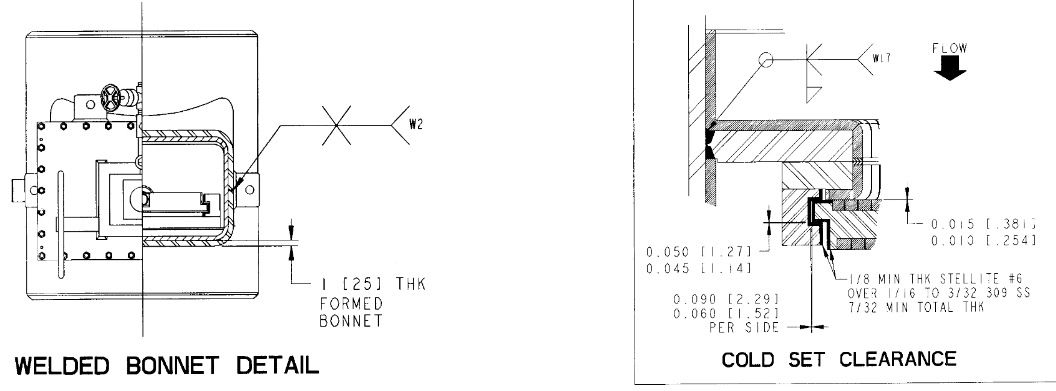 W2
1 [25] THK
FORMED
BONNET
WELDED BONNET DETAIL
W17
FLOW
0.015 [.381]
0.010 [.254]
0.050 [1.27]
0.045 [1.14]
1/8 MIN THK STELLITE #6
OVER 1/16 TO 3/32 309 SS
7/32 MIN TOTAL THK
0.090 [2.29]
0.060 [1.52]
PER SIDE
COLD SET CLEARANCE